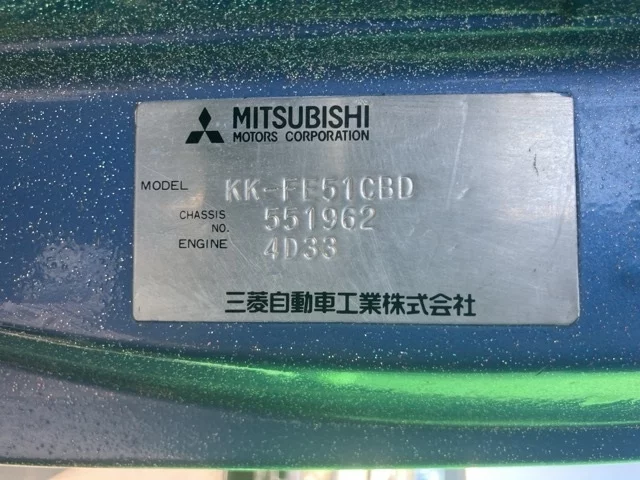 MITSUBISHI
MOTORS CORPORATION
MODEL KK-FE51CBD
CHASSIS NO. 551962
ENGINE 4D33
三菱自動車工業株式会社